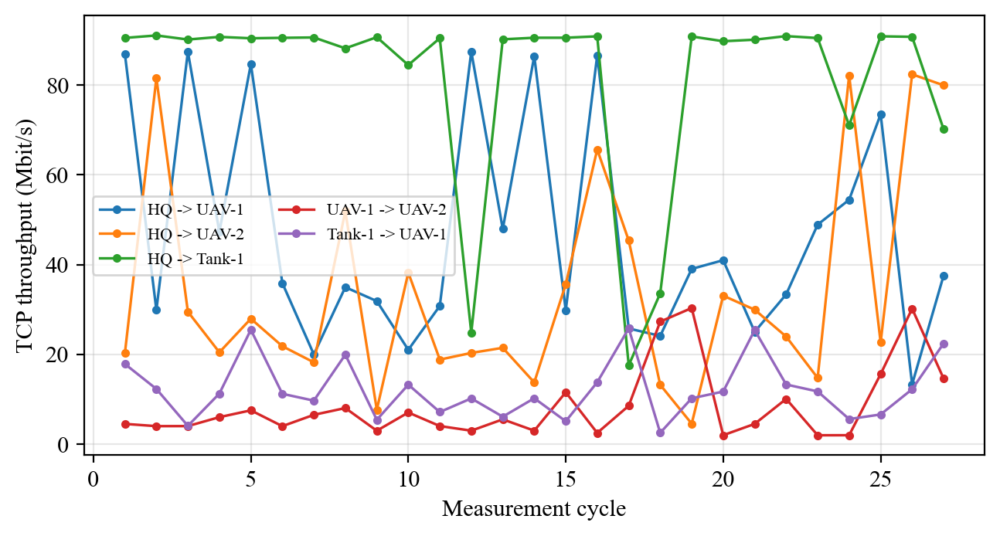 TCP throughput (Mbit/s)
80
60
40
20
0
HQ -> UAV-1
HQ -> UAV-2
HQ -> Tank-1
UAV-1 -> UAV-2
Tank-1 -> UAV-1
0 5 10 15 20 25
Measurement cycle